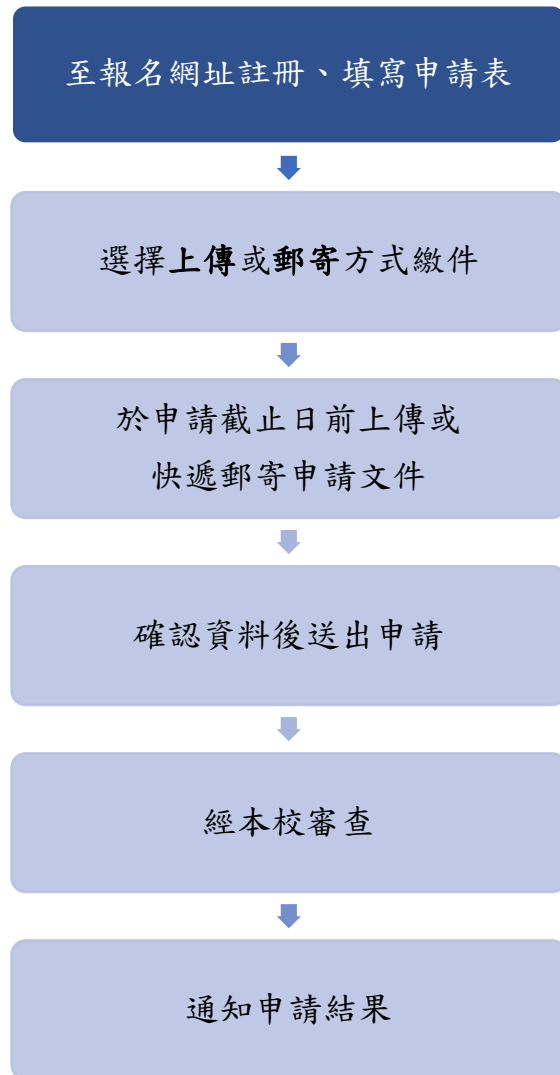 至報名網址註冊、填寫申請表
選擇上傳或郵寄方式繳件
於申請截止日前上傳或
快遞郵寄申請文件
確認資料後送出申請
經本校審查
通知申請結果